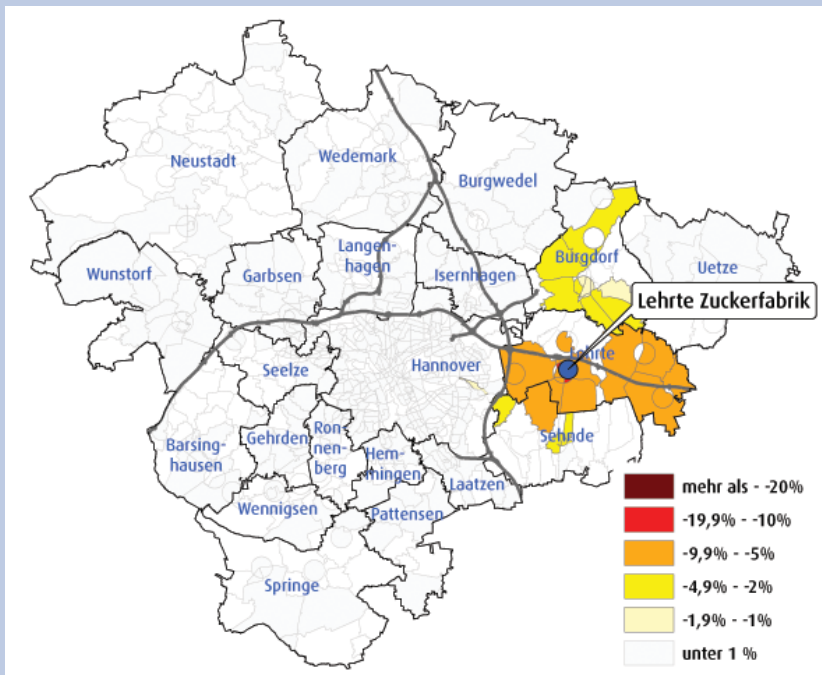 Neustadt
Wedemark
Burgwedel
Wunstorf
Garbsen
Langen-
hagen
Isernhagen
Burgdorf
Uetze
Lehrte Zuckerfabrik
Lehrte
Hannover
Seelze
Sehnde
Barsing-
hausen
Gehrden
Ron-
nen-
berg
Hem-
mingen
Laatzen
Wennigsen
Pattensen
Springe
mehr als - -20%
-19,9% - -10%
-9,9% - -5%
-4,9% - -2%
-1,9% - -1%
unter 1 %